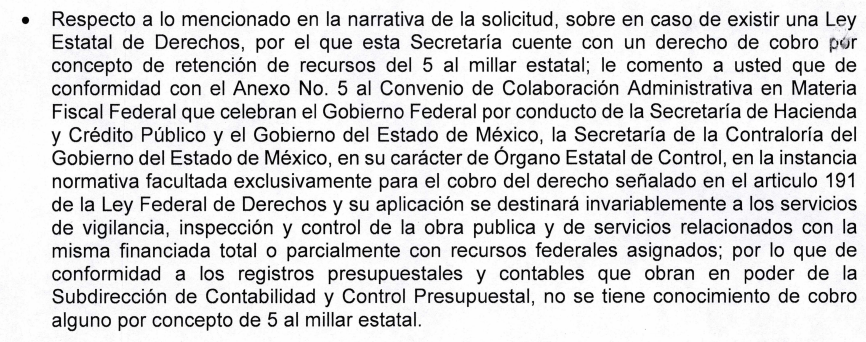 • Respecto a lo mencionado en la narrativa de la solicitud, sobre en caso de existir una Ley
Estatal de Derechos, por el que esta Secretaría cuente con un derecho de cobro por
concepto de retención de recursos del 5 al millar estatal; le comento a usted que de
conformidad con el Anexo No. 5 al Convenio de Colaboración Administrativa en Materia
Fiscal Federal que celebran el Gobierno Federal por conducto de la Secretaría de Hacienda
y Crédito Público y el Gobierno del Estado de México, la Secretaría de la Contraloría del
Gobierno del Estado de México, en su carácter de Órgano Estatal de Control, en la instancia
normativa facultada exclusivamente para el cobro del derecho señalado en el articulo 191
de la Ley Federal de Derechos y su aplicación se destinará invariablemente a los servicios
de vigilancia, inspección y control de la obra publica y de servicios relacionados con la
misma financiada total o parcialmente con recursos federales asignados; por lo que de
conformidad a los registros presupuestales y contables que obran en poder de la
Subdirección de Contabilidad y Control Presupuestal, no se tiene conocimiento de cobro
alguno por concepto de 5 al millar estatal.